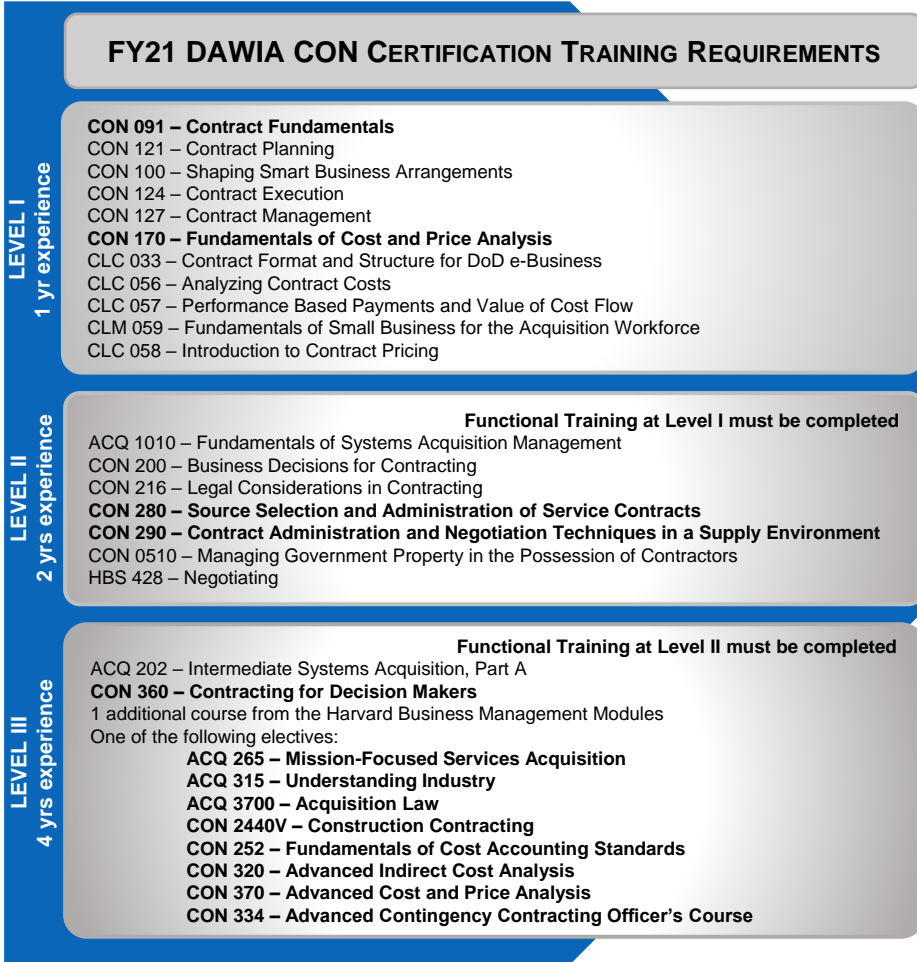 FY21 DAWIA CON CERTIFICATION TRAINING REQUIREMENTS
LEVEL I
1 yr experience
CON 091 – Contract Fundamentals
CON 121 – Contract Planning
CON 100 – Shaping Smart Business Arrangements
CON 124 – Contract Execution
CON 127 – Contract Management
CON 170 – Fundamentals of Cost and Price Analysis
CLC 033 – Contract Format and Structure for DoD e-Business
CLC 056 – Analyzing Contract Costs
CLC 057 – Performance Based Payments and Value of Cost Flow
CLM 059 – Fundamentals of Small Business for the Acquisition Workforce
CLC 058 – Introduction to Contract Pricing
LEVEL II
2 yrs experience
Functional Training at Level I must be completed
ACQ 1010 – Fundamentals of Systems Acquisition Management
CON 200 – Business Decisions for Contracting
CON 216 – Legal Considerations in Contracting
CON 280 – Source Selection and Administration of Service Contracts
CON 290 – Contract Administration and Negotiation Techniques in a Supply Environment
CON 0510 – Managing Government Property in the Possession of Contractors
HBS 428 – Negotiating
LEVEL III
4 yrs experience
Functional Training at Level II must be completed
ACQ 202 – Intermediate Systems Acquisition, Part A
CON 360 – Contracting for Decision Makers
1 additional course from the Harvard Business Management Modules
One of the following electives:
ACQ 265 – Mission-Focused Services Acquisition
ACQ 315 – Understanding Industry
ACQ 3700 – Acquisition Law
CON 2440V – Construction Contracting
CON 252 – Fundamentals of Cost Accounting Standards
CON 320 – Advanced Indirect Cost Analysis
CON 370 – Advanced Cost and Price Analysis
CON 334 – Advanced Contingency Contracting Officer's Course